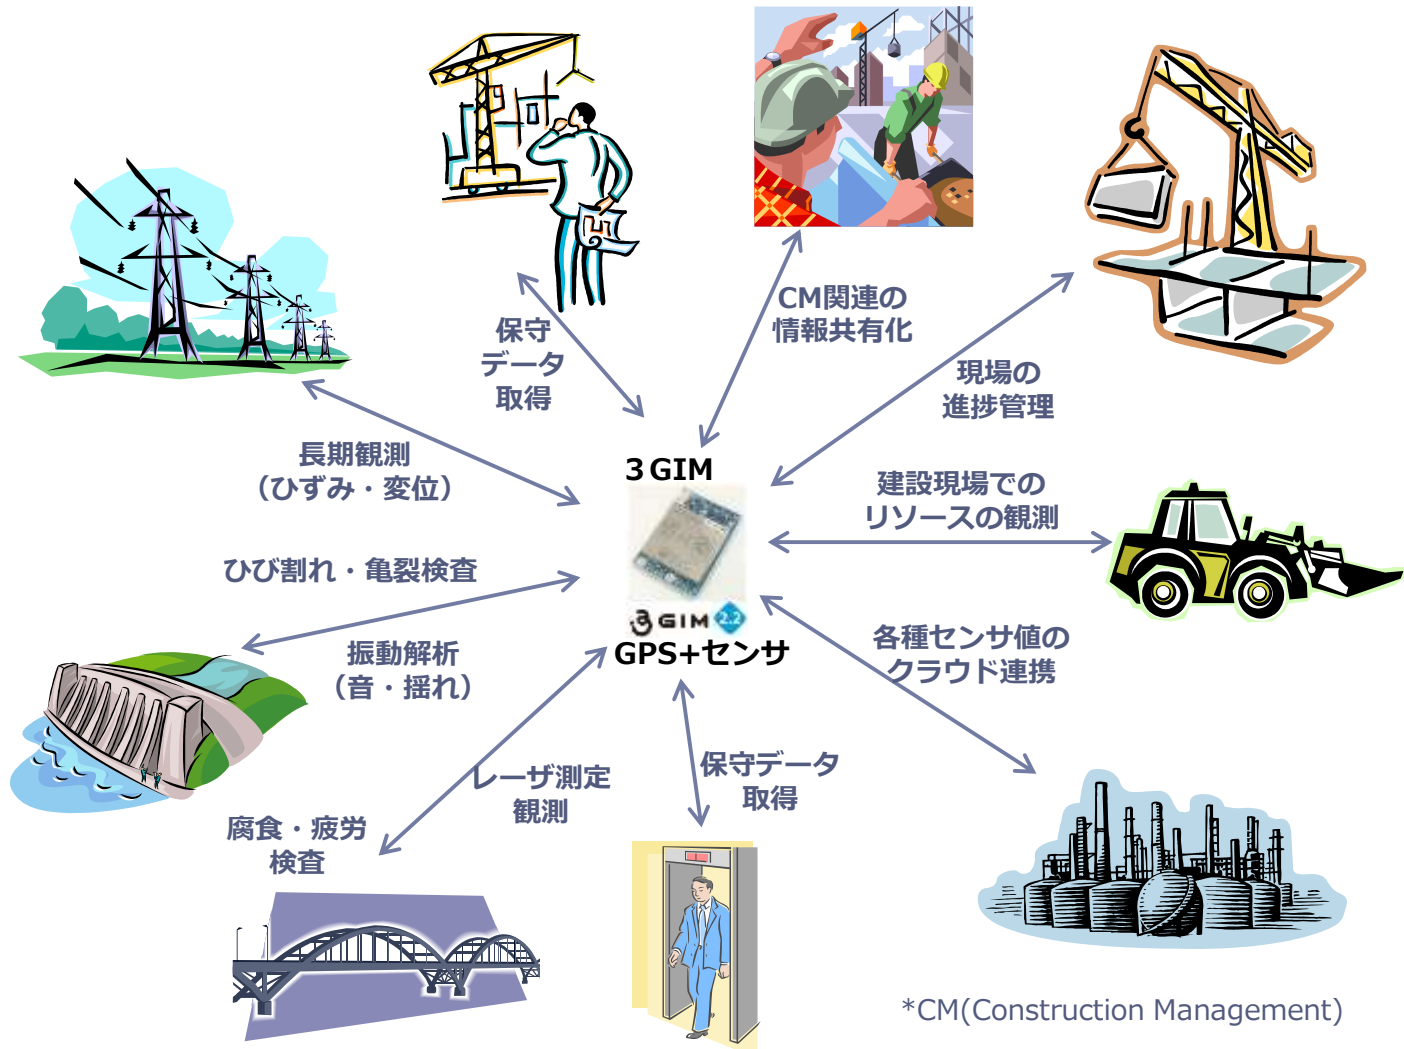 CM関連の
情報共有化
保守
データ
取得
現場の
進捗管理
長期観測
（ひずみ・変位）
３GIM
建設現場での
リソースの観測
ひび割れ・亀裂検査
3GIM 2.2
GPS+センサ
各種センサ値の
クラウド連携
振動解析
（音・揺れ）
レーザ測定
観測
保守データ
取得
腐食・疲労
検査
*CM(Construction Management)